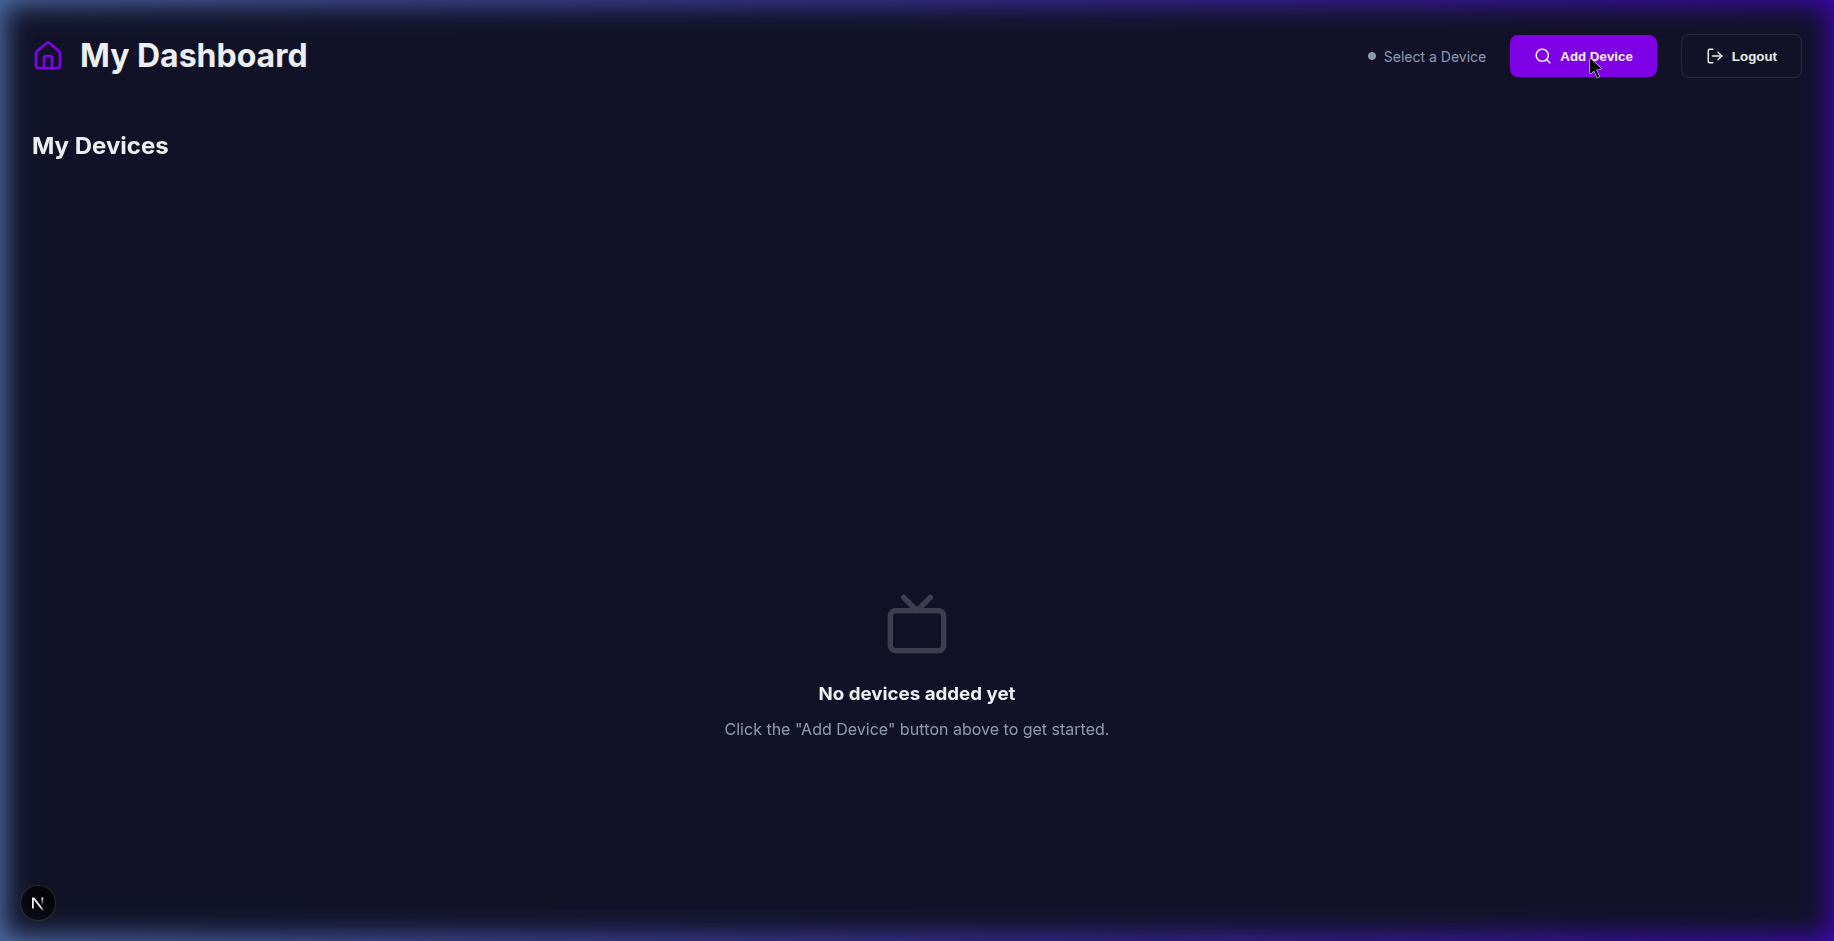 My Dashboard
Select a Device
Add Device
Logout
My Devices
No devices added yet
Click the "Add Device" button above to get started.
N